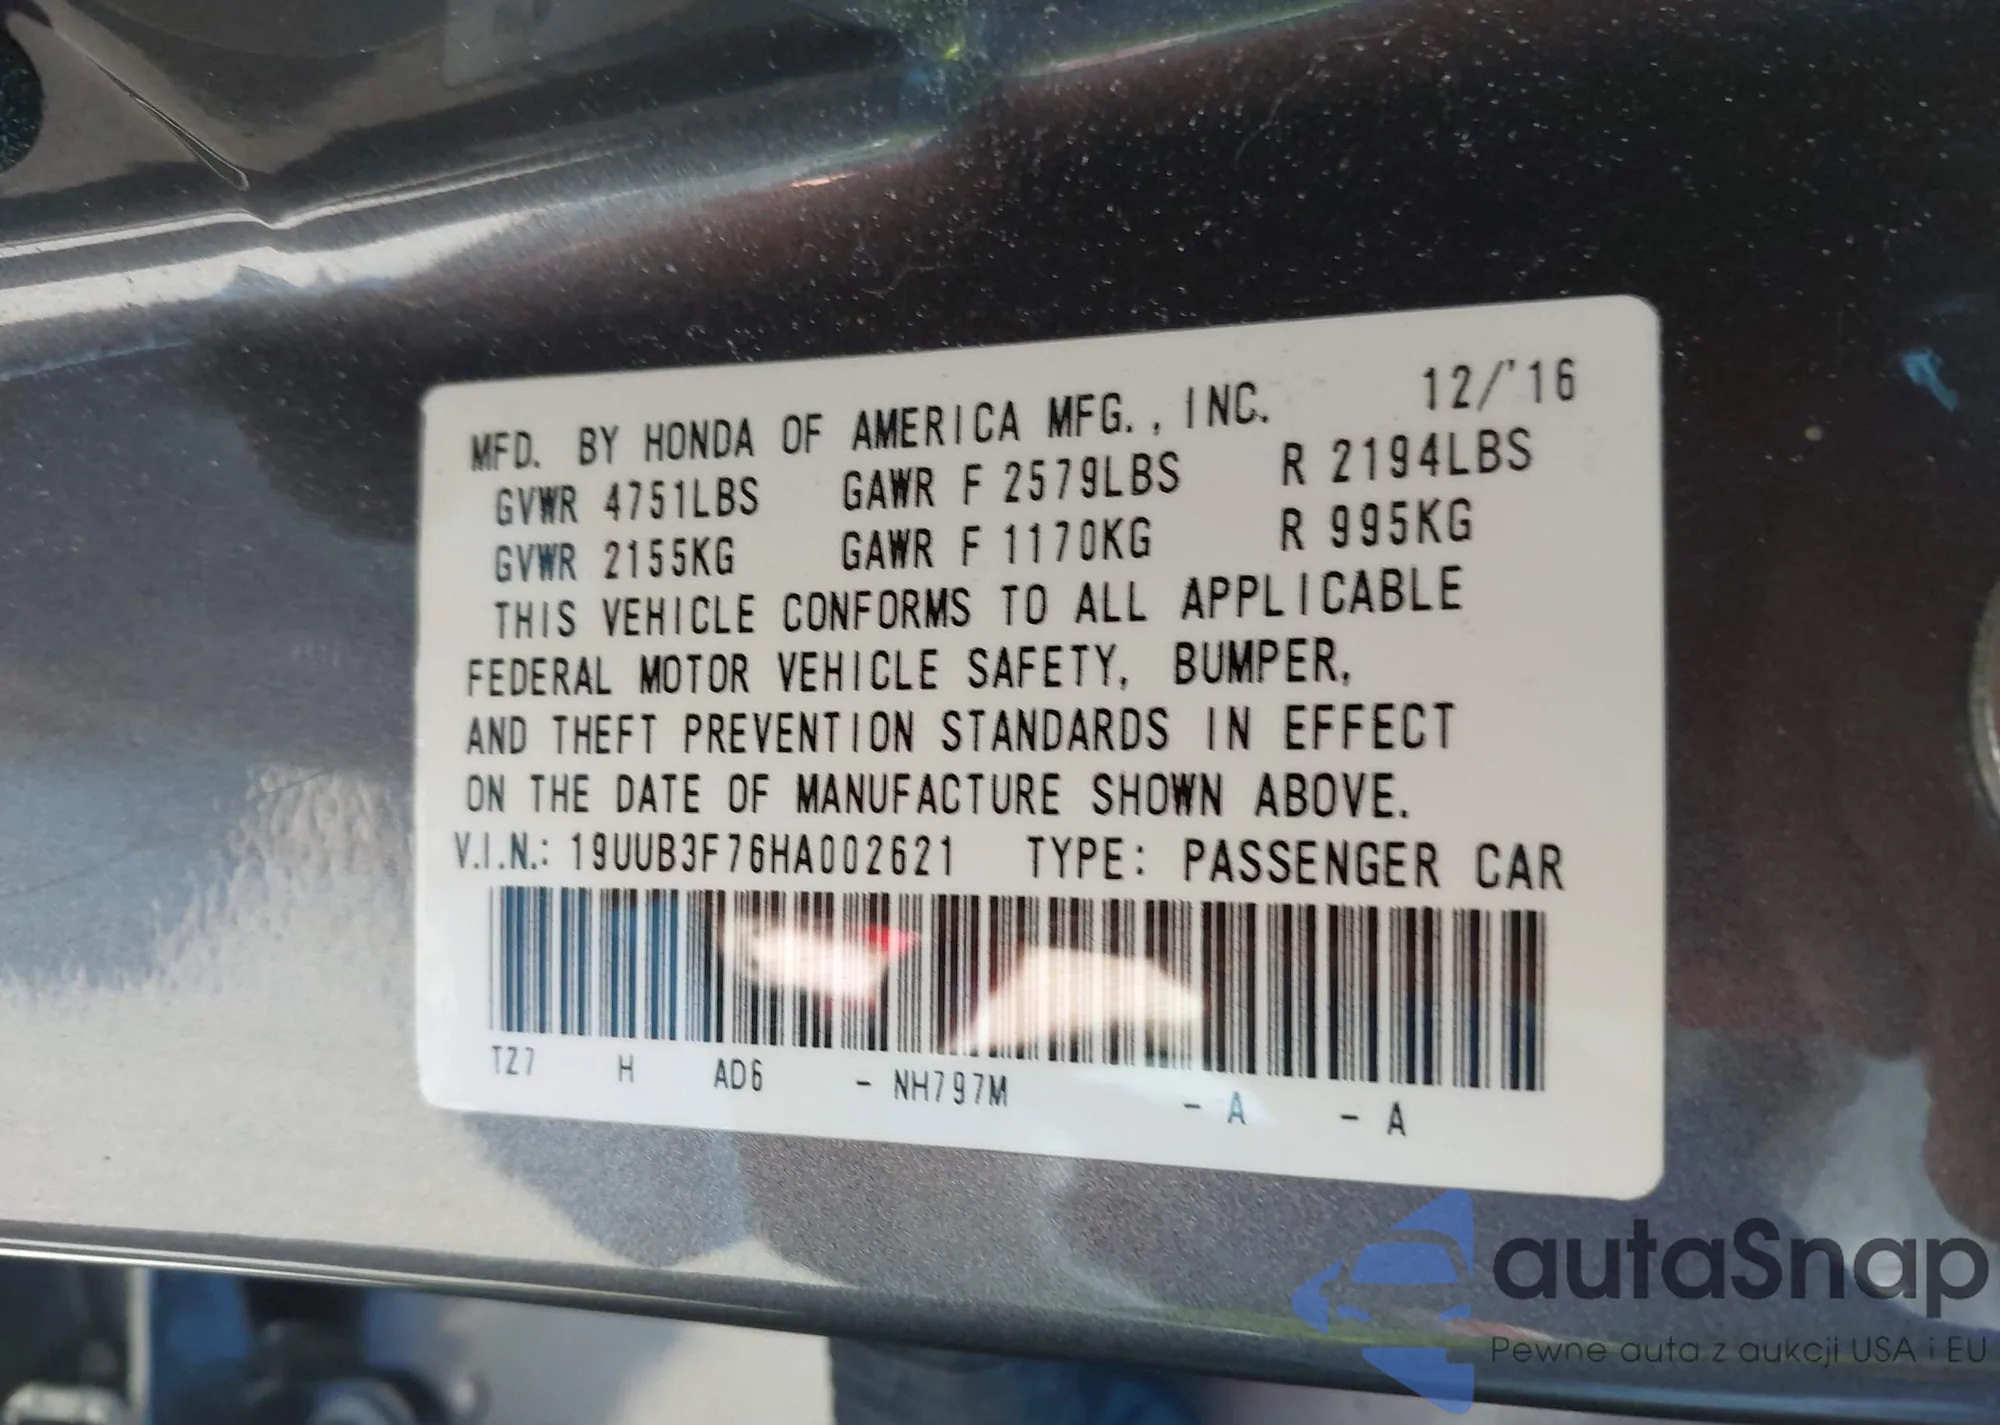 MFD. BY HONDA OF AMERICA MFG., INC. 12/'16
GVWR 4751LBS GAWR F 2579LBS R 2194LBS
GVWR 2155KG GAWR F 1170KG R 995KG
THIS VEHICLE CONFORMS TO ALL APPLICABLE
FEDERAL MOTOR VEHICLE SAFETY, BUMPER,
AND THEFT PREVENTION STANDARDS IN EFFECT
ON THE DATE OF MANUFACTURE SHOWN ABOVE.
V.I.N.: 19UUB3F76HA002621 TYPE: PASSENGER CAR
TZ7 H AD6 - NH797M - A - A
autaSnap
Pewne auta z aukcji USA i EU